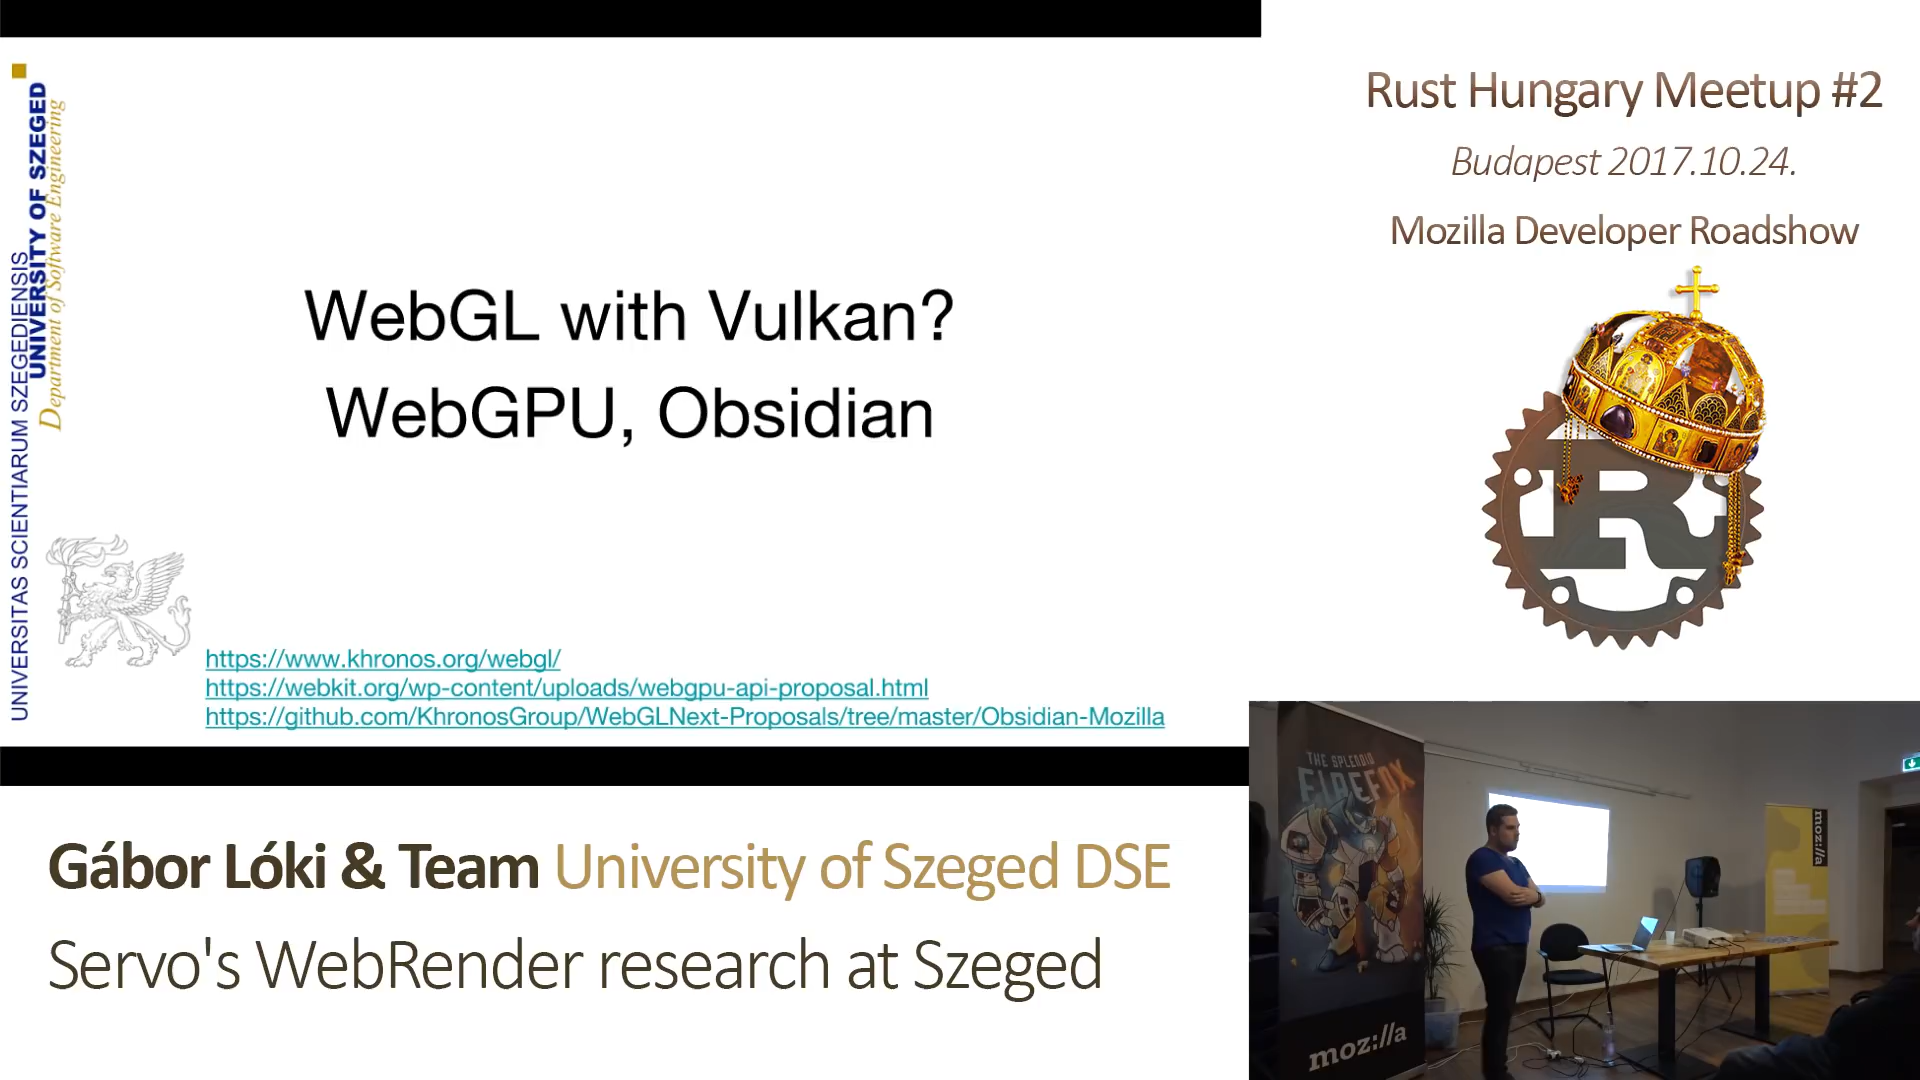 UNIVERSITAS SCIENTIARUM SZEGEDIENSIS
UNIVERSITY OF SZEGED
Department of Software Engineering
WebGL with Vulkan?
WebGPU, Obsidian
https://www.khronos.org/webgl/
https://webkit.org/wp-content/uploads/webgpu-api-proposal.html
https://github.com/KhronosGroup/WebGLNext-Proposals/tree/master/Obsidian-Mozilla
Rust Hungary Meetup #2
Budapest 2017.10.24.
Mozilla Developer Roadshow
R
THE SPLENDID
FIREFOX
moz://a
moz://a
Gábor Lóki & Team University of Szeged DSE
Servo's WebRender research at Szeged